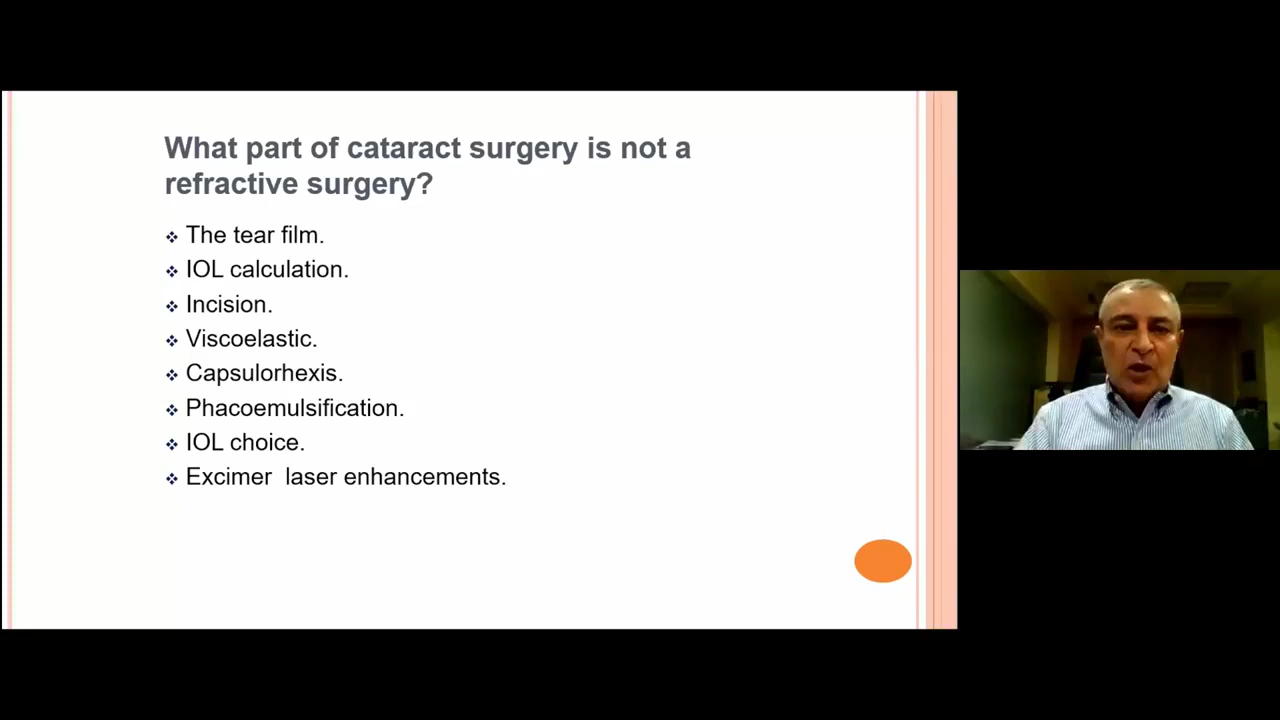 What part of cataract surgery is not a
refractive surgery?
The tear film.
IOL calculation.
Incision.
Viscoelastic.
Capsulorhexis.
Phacoemulsification.
IOL choice.
Excimer  laser enhancements.